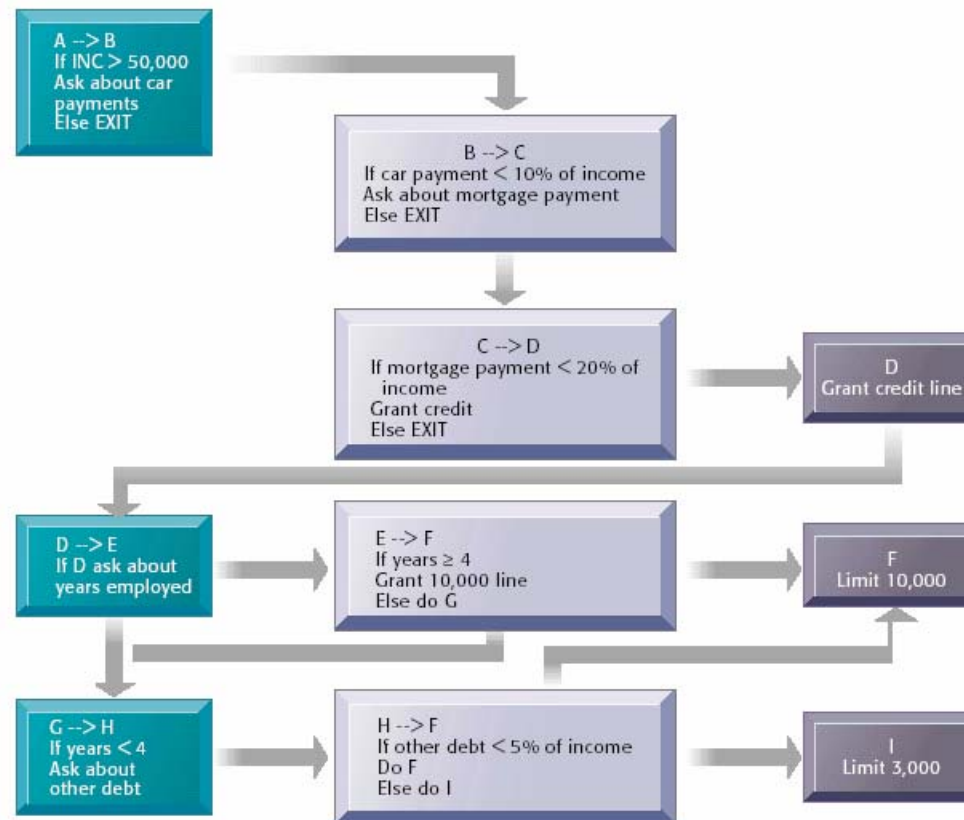 A --> B
If INC > 50,000
Ask about car
payments
Else EXIT
B --> C
If car payment < 10% of income
Ask about mortgage payment
Else EXIT
C --> D
If mortgage payment < 20% of
income
Grant credit
Else EXIT
D
Grant credit line
D --> E
If D ask about
years employed
E --> F
If years ≥ 4
Grant 10,000 line
Else do G
F
Limit 10,000
G --> H
If years < 4
Ask about
other debt
H --> F
If other debt < 5% of income
Do F
Else do I
I
Limit 3,000